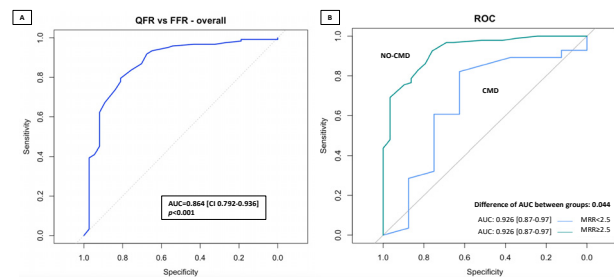 A
QFR vs FFR - overall
Sensitivity
1.0
0.8
0.6
0.4
0.2
0.0
AUC=0.864 [CI 0.792-0.936]
p<0.001
1.0 0.8 0.6 0.4 0.2 0.0
Specificity
B
ROC
Sensitivity
1.0
0.8
0.6
0.4
0.2
0.0
NO-CMD
CMD
Difference of AUC between groups: 0.044
AUC: 0.926 [0.87-0.97] MRR<2.5
AUC: 0.926 [0.87-0.97] MRR≥2.5
1.0 0.8 0.6 0.4 0.2 0.0
Specificity